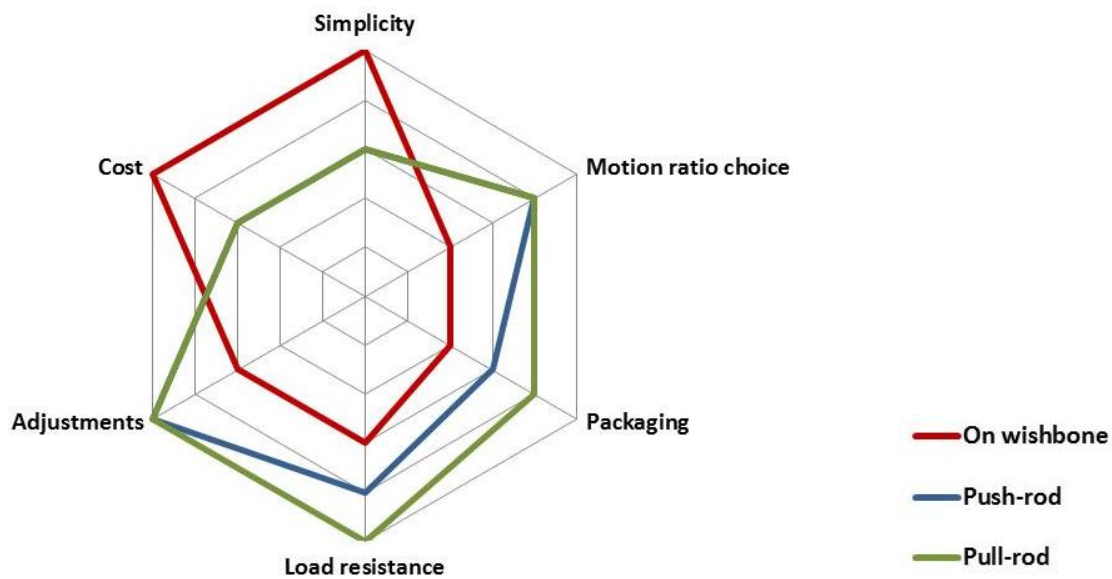 Simplicity
Cost
Motion ratio choice
Adjustments
Packaging
Load resistance
On wishbone
Push-rod
Pull-rod